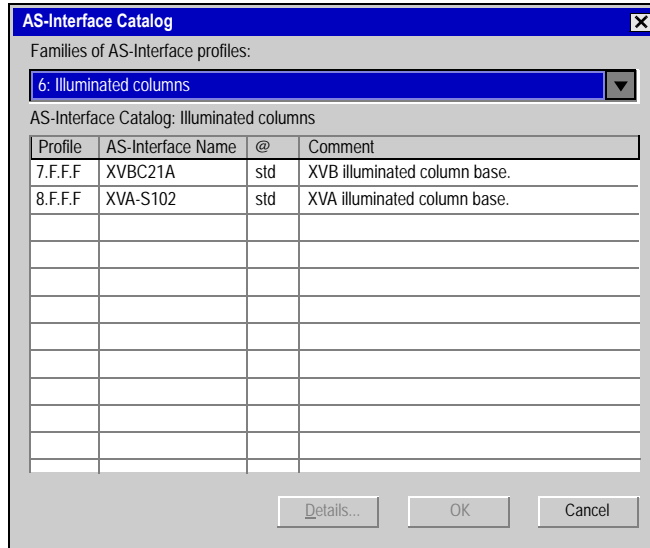 AS-Interface Catalog
Families of AS-Interface profiles:
6: Illuminated columns
AS-Interface Catalog: Illuminated columns
Profile AS-Interface Name @ Comment
7.F.F.F XVBC21A std XVB illuminated column base.
8.F.F.F XVA-S102 std XVA illuminated column base.
Details... OK Cancel